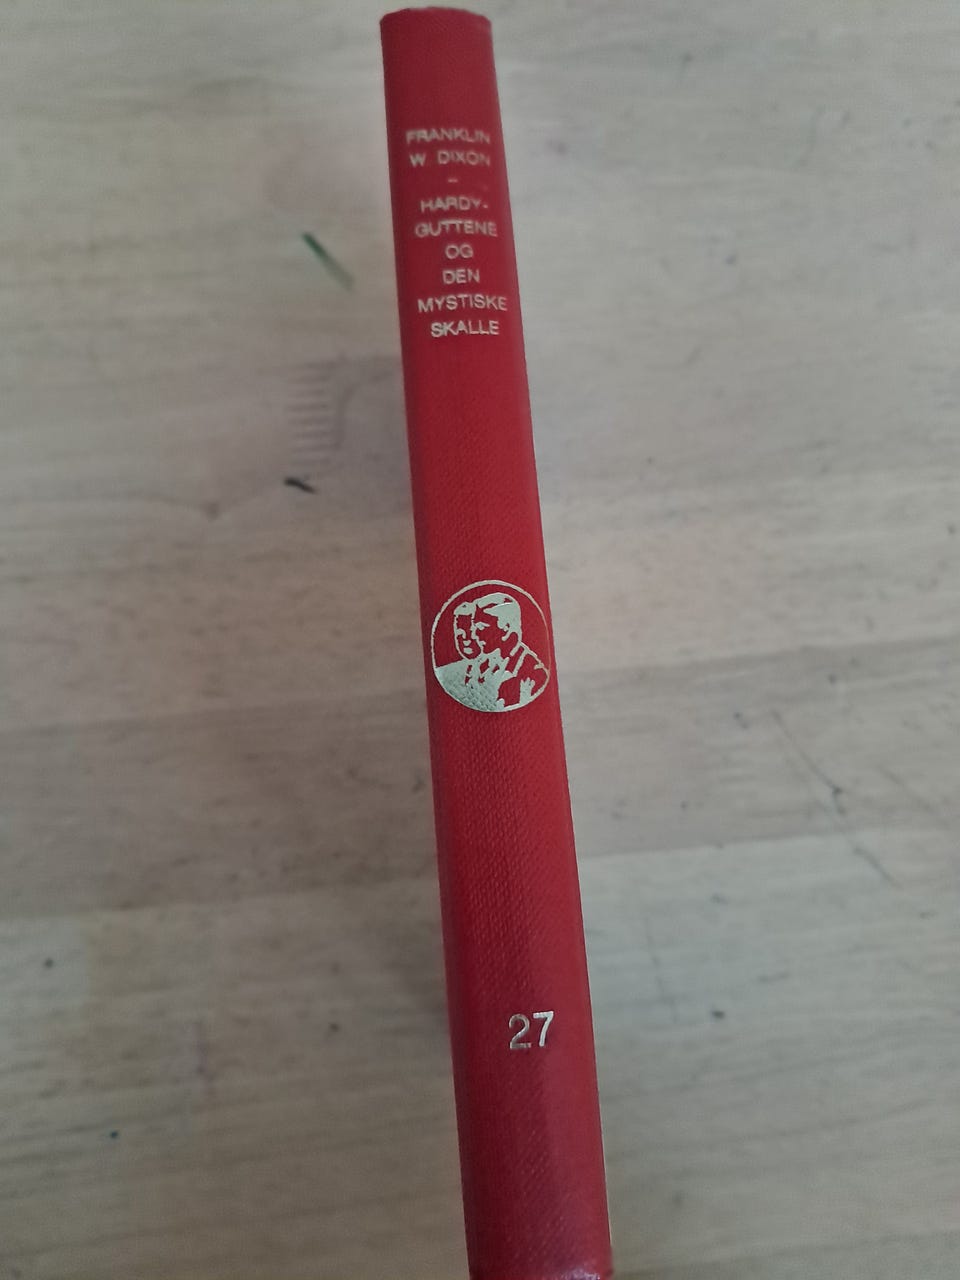 FRANKLIN
W DIXON
–
HARDY-
GUTTENE
OG
DEN
MYSTISKE
SKALLE
27